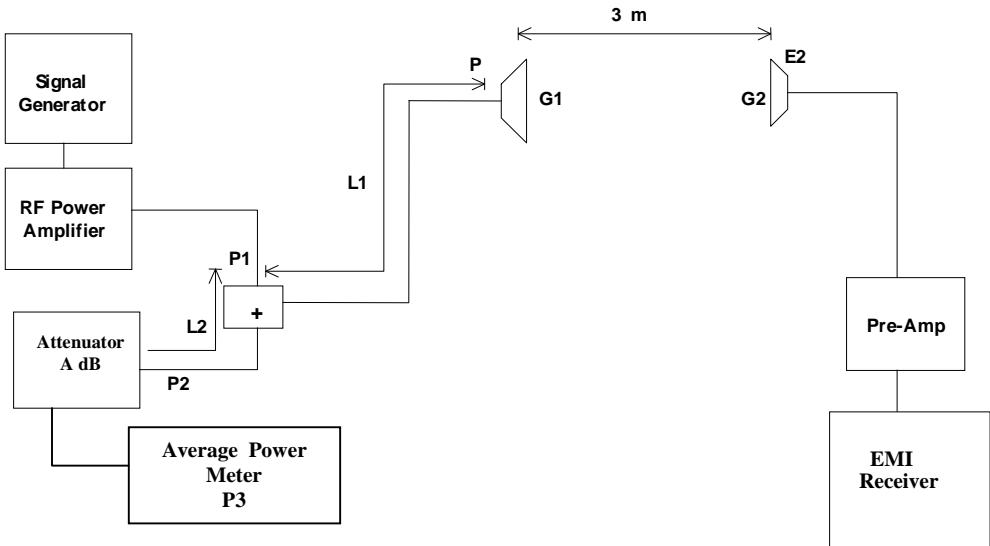 3 m
P
E2
Signal
Generator
G1
G2
L1
RF Power
Amplifier
P1
+
L2
Attenuator
A dB
P2
Pre-Amp
Average Power
Meter
P3
EMI
Receiver